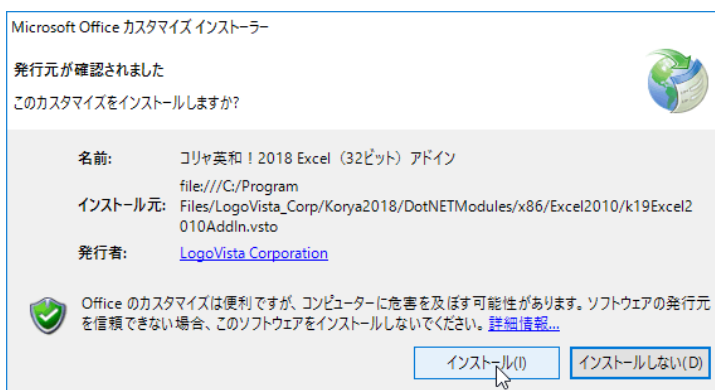 Microsoft Office カスタマイズ インストーラー
発行元が確認されました
このカスタマイズをインストールしますか?
名前: コリャ英和！2018 Excel（32ビット）アドイン
file:///C:/Program
インストール元: Files/LogoVista_Corp/Korya2018/DotNETModules/x86/Excel2010/k19Excel2
010AddIn.vsto
発行者: LogoVista Corporation
Office のカスタマイズは便利ですが、コンピューターに危害を及ぼす可能性があります。ソフトウェアの発行元
を信頼できない場合、このソフトウェアをインストールしないでください。詳細情報...
インストール(I) インストールしない(D)